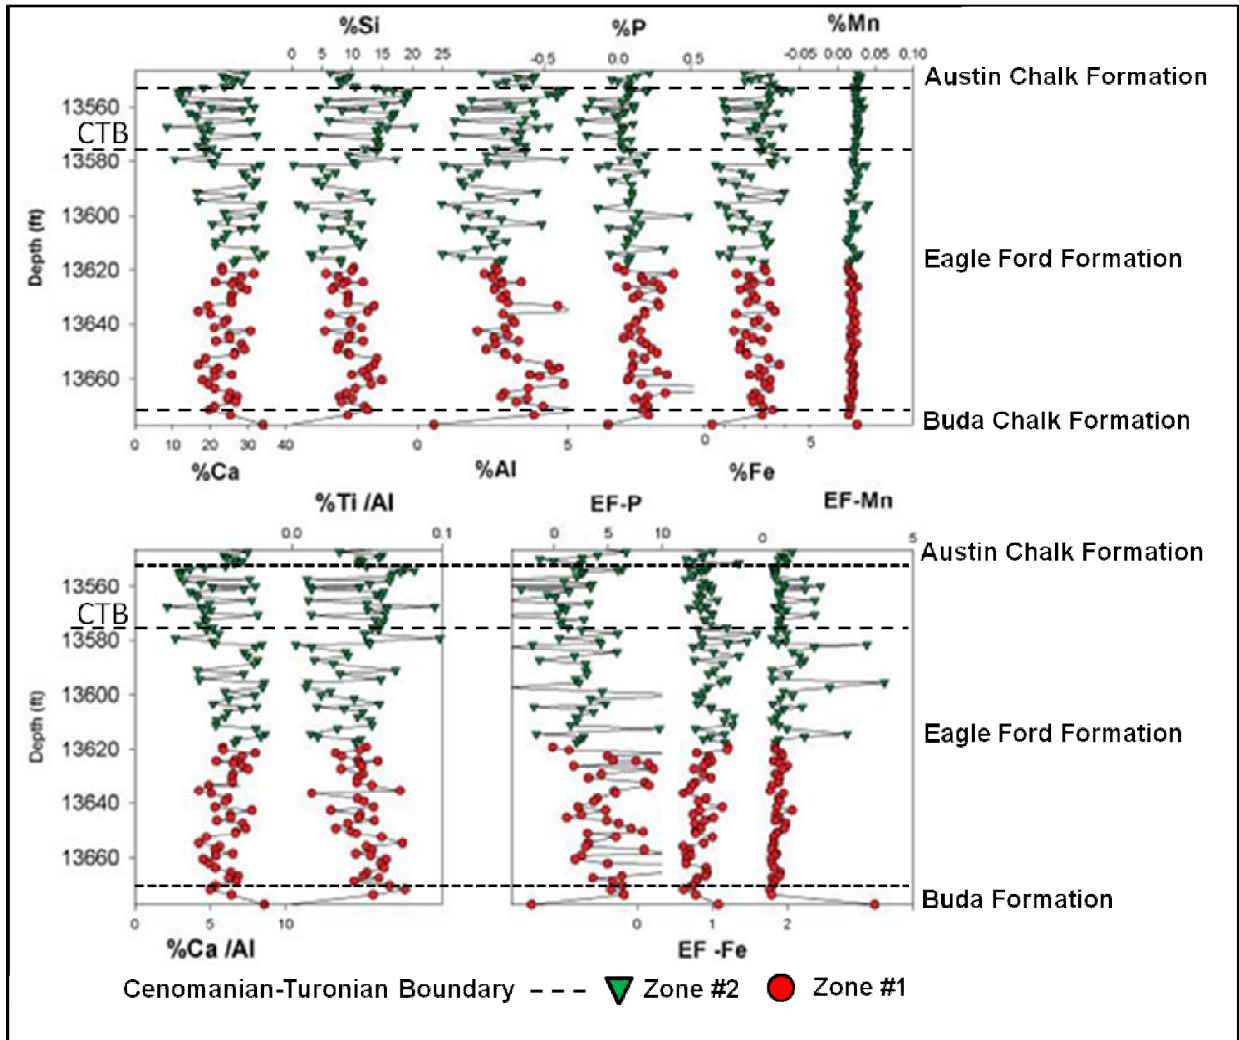 %Si %P %Mn
0 5 10 15 20 25 -0.5 0.0 0.5 -0.05 0.00 0.05 0.10
Austin Chalk Formation
13560
CTB
13580
13600
Depth (ft)
Eagle Ford Formation
13620
13640
13660
Buda Chalk Formation
0 10 20 30 40 0 5 0 5
%Ca %Al %Fe
%Ti /Al EF-P EF-Mn
0.0 0.1 0 5 10 0 5
Austin Chalk Formation
13560
CTB
13580
13600
Depth (ft)
Eagle Ford Formation
13620
13640
13660
Buda Formation
0 5 10 0 1 2
%Ca /Al EF -Fe
Cenomanian-Turonian Boundary --- Zone #2 Zone #1